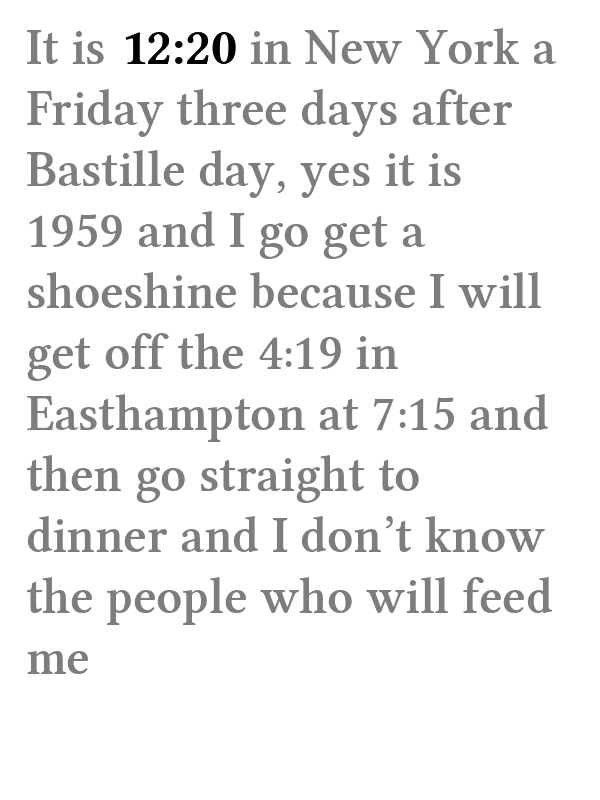 It is 12:20 in New York a
Friday three days after
Bastille day, yes it is
1959 and I go get a
shoeshine because I will
get off the 4:19 in
Easthampton at 7:15 and
then go straight to
dinner and I don’t know
the people who will feed
me